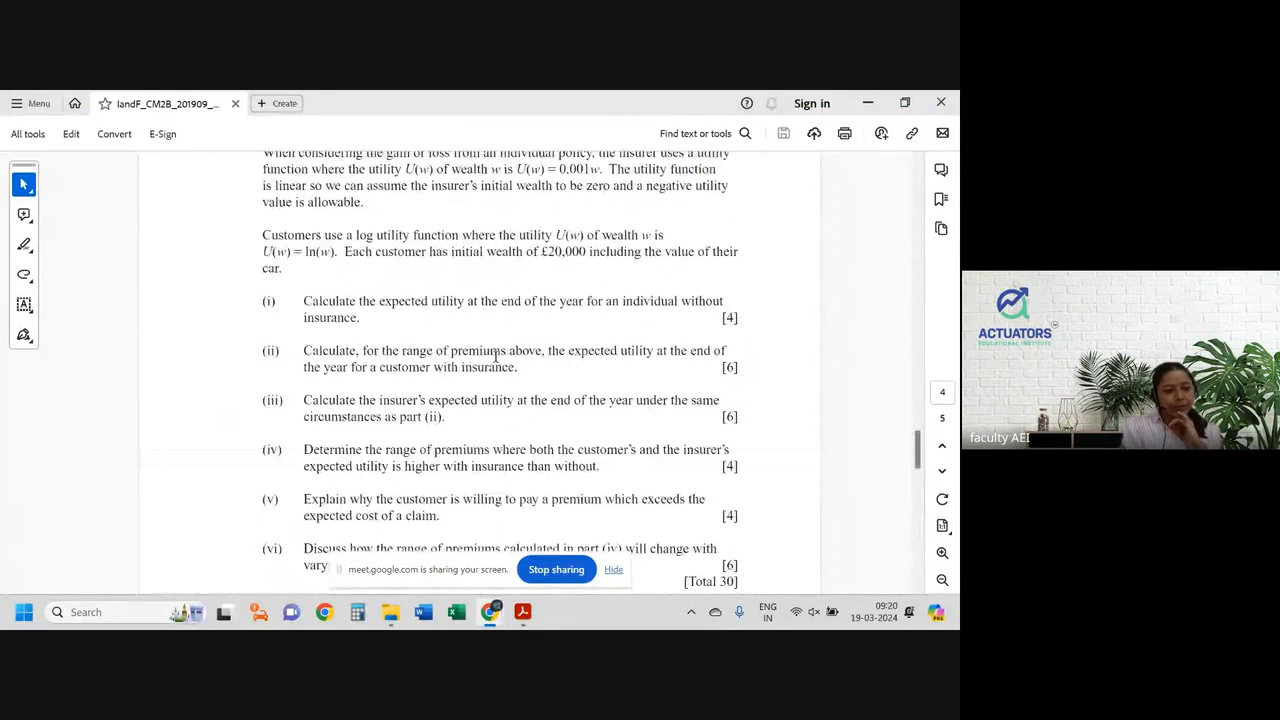 Menu
IandF_CM2B_201909_...
Create
Sign in
All tools
Edit
Convert
E-Sign
Find text or tools
When considering the gain or loss from an individual policy, the insurer uses a utility
function where the utility U(w) of wealth w is U(w) = 0.001w. The utility function
is linear so we can assume the insurer's initial wealth to be zero and a negative utility
value is allowable.
Customers use a log utility function where the utility U(w) of wealth w is
U(w) = ln(w). Each customer has initial wealth of £20,000 including the value of their
car.
(i) Calculate the expected utility at the end of the year for an individual without
insurance. [4]
(ii) Calculate, for the range of premiums above, the expected utility at the end of
the year for a customer with insurance. [6]
(iii) Calculate the insurer's expected utility at the end of the year under the same
circumstances as part (ii). [6]
(iv) Determine the range of premiums where both the customer's and the insurer's
expected utility is higher with insurance than without. [4]
(v) Explain why the customer is willing to pay a premium which exceeds the
expected cost of a claim. [4]
(vi) Discuss how the range of premiums calculated in part (iv) will change with
vary [6]
[Total 30]
4
5
meet.google.com is sharing your screen.
Stop sharing
Hide
Search
ENG
IN
09:20
19-03-2024
ACTUATORS
EDUCATIONAL INSTITUTE
faculty AEI